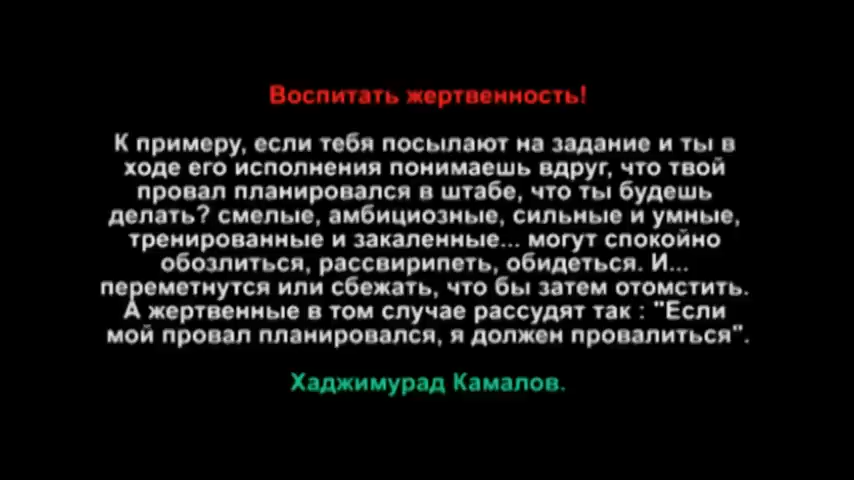 Воспитать жертвенность!
К примеру, если тебя посылают на задание и ты в
ходе его исполнения понимаешь вдруг, что твой
провал планировался в штабе, что ты будешь
делать? смелые, амбициозные, сильные и умные,
тренированные и закаленные... могут спокойно
обозлиться, рассвирипеть, обидеться. И...
переметнутся или сбежать, что бы затем отомстить.
А жертвенные в том случае рассудят так : "Если
мой провал планировался, я должен провалиться".
Хаджимурад Камалов.